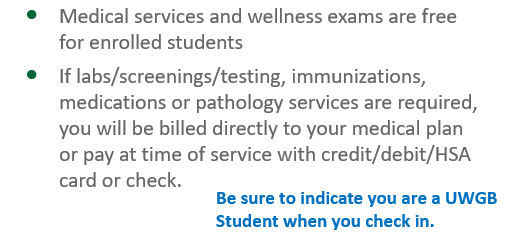 • Medical services and wellness exams are free
for enrolled students
• If labs/screenings/testing, immunizations,
medications or pathology services are required,
you will be billed directly to your medical plan
or pay at time of service with credit/debit/HSA
card or check.
Be sure to indicate you are a UWGB
Student when you check in.